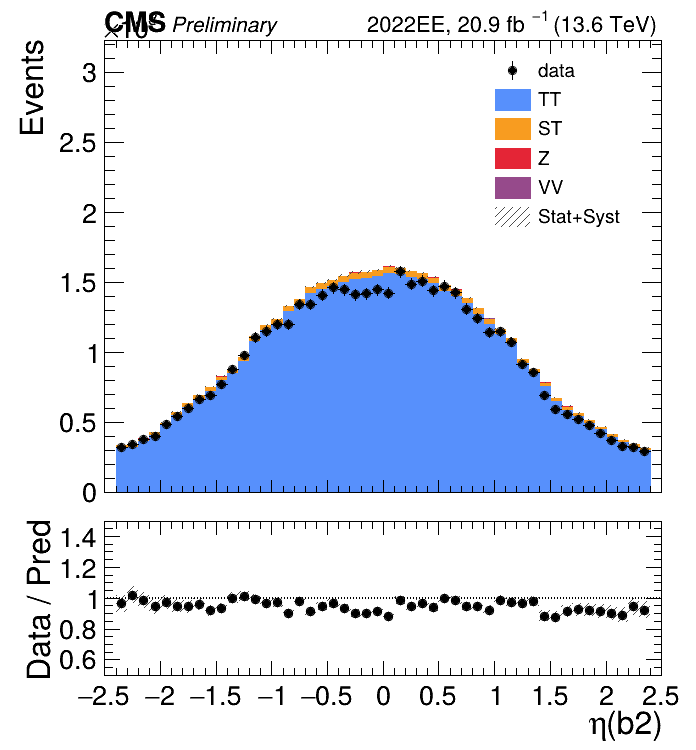 CMS Preliminary 2022EE, 20.9 fb⁻¹ (13.6 TeV)
Events
3
2.5
2
1.5
1
0.5
0
data
TT
ST
Z
VV
Stat+Syst
Data / Pred
1.4
1.2
1
0.8
0.6
−2.5 −2 −1.5 −1 −0.5 0 0.5 1 1.5 2 2.5
η(b2)